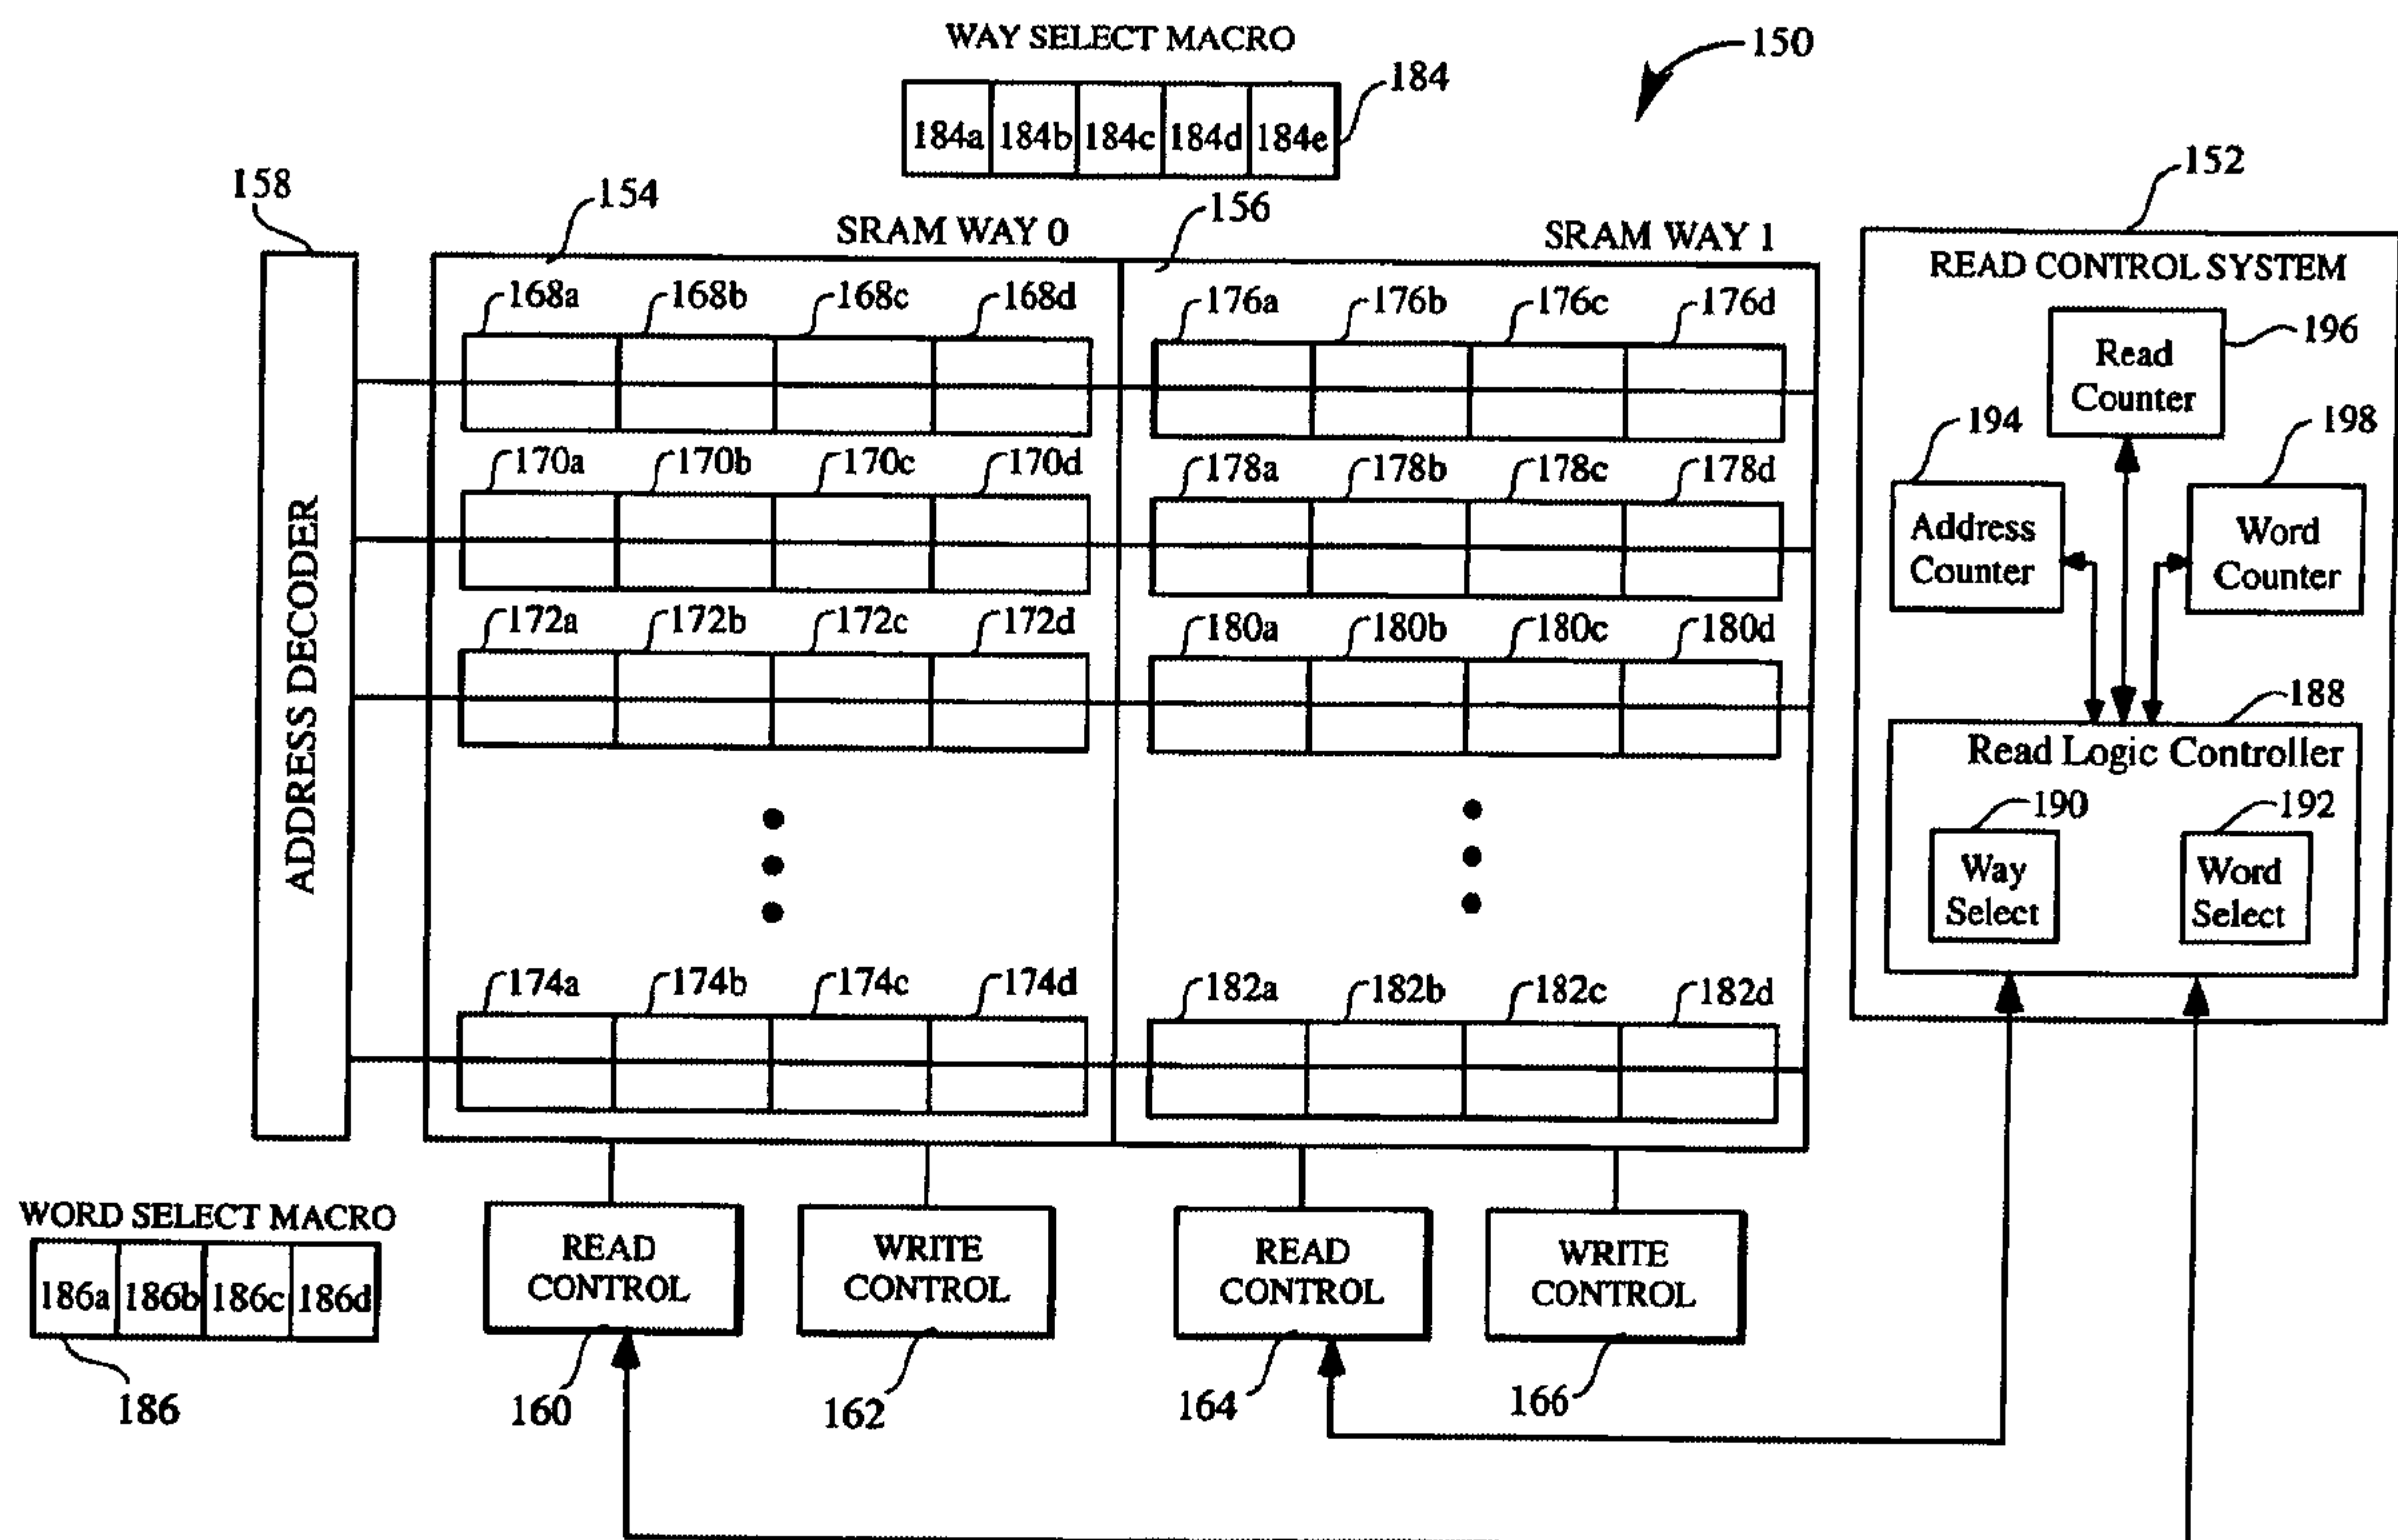 WAY SELECT MACRO
150
184
184a 184b 184c 184d 184e
158
154
156
152
SRAM WAY 0
SRAM WAY 1
READ CONTROL SYSTEM
168a 168b 168c 168d
176a 176b 176c 176d
196
Read
Counter
194
198
170a 170b 170c 170d
178a 178b 178c 178d
Address
Counter
Word
Counter
ADDRESS DECODER
172a 172b 172c 172d
180a 180b 180c 180d
188
Read Logic Controller
190
192
Way
Select
Word
Select
174a 174b 174c 174d
182a 182b 182c 182d
WORD SELECT MACRO
186a 186b 186c 186d
186
READ
CONTROL
WRITE
CONTROL
READ
CONTROL
WRITE
CONTROL
160
162
164
166